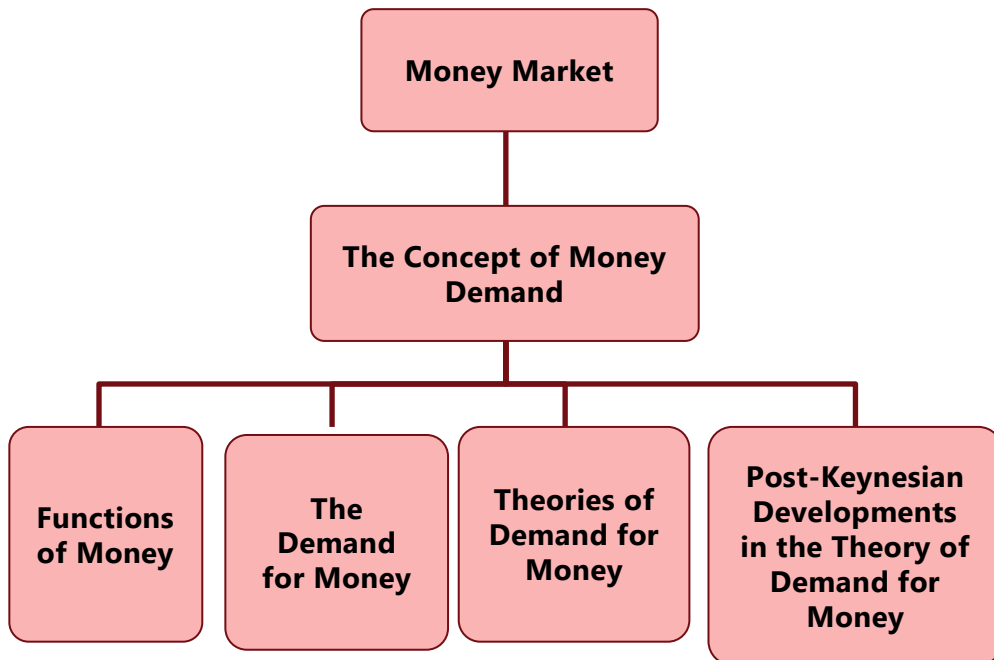 Money Market
The Concept of Money
Demand
Functions
of Money
The
Demand
for Money
Theories of
Demand for
Money
Post-Keynesian
Developments
in the Theory of
Demand for
Money